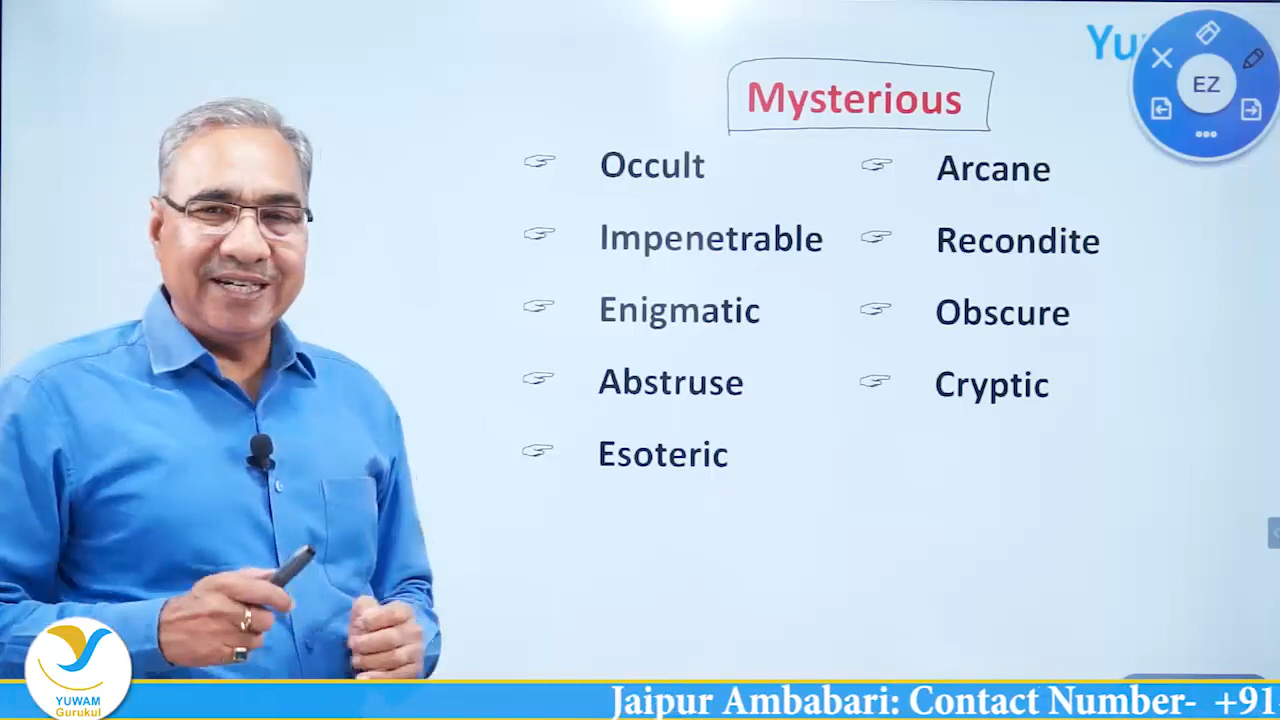 Mysterious
EZ
Occult
Impenetrable
Enigmatic
Abstruse
Esoteric
Arcane
Recondite
Obscure
Cryptic
YUWAM
Gurukul
Jaipur Ambabari: Contact Number- +91